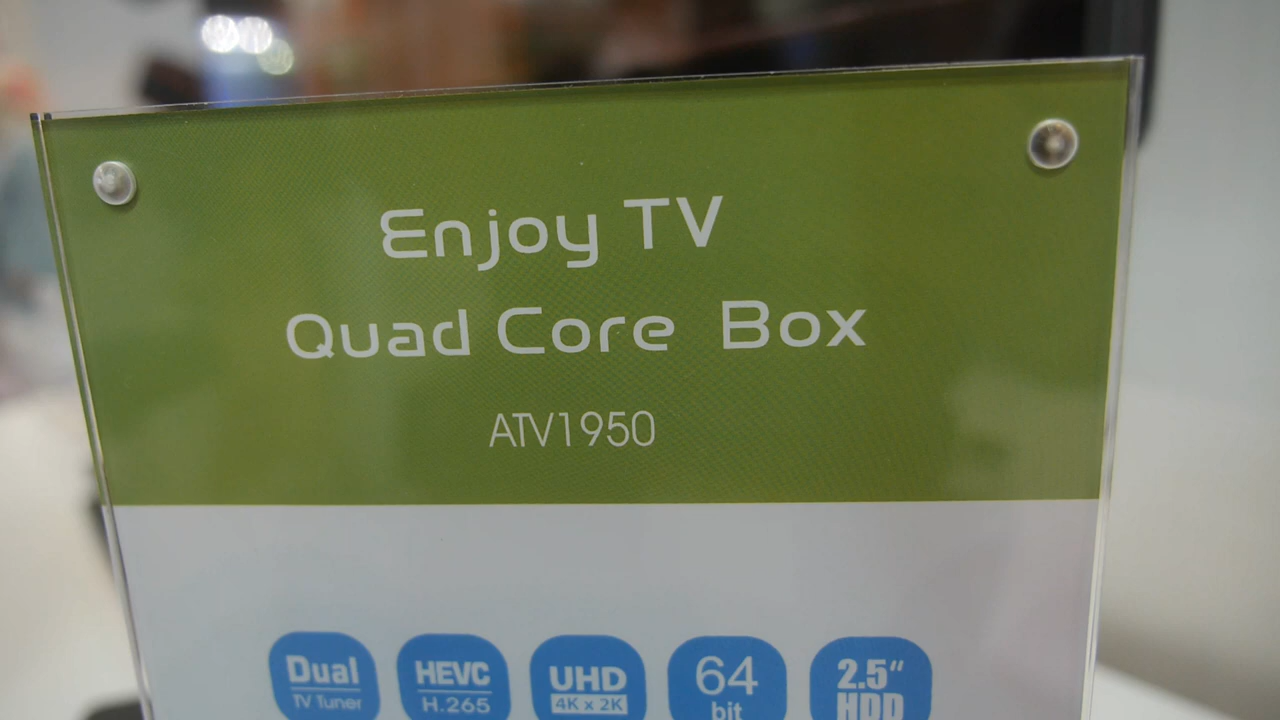 Enjoy TV
Quad Core Box
ATV1950
Dual
TV Tuner
HEVC
H.265
UHD
4K x 2K
64
bit
2.5“
HDD